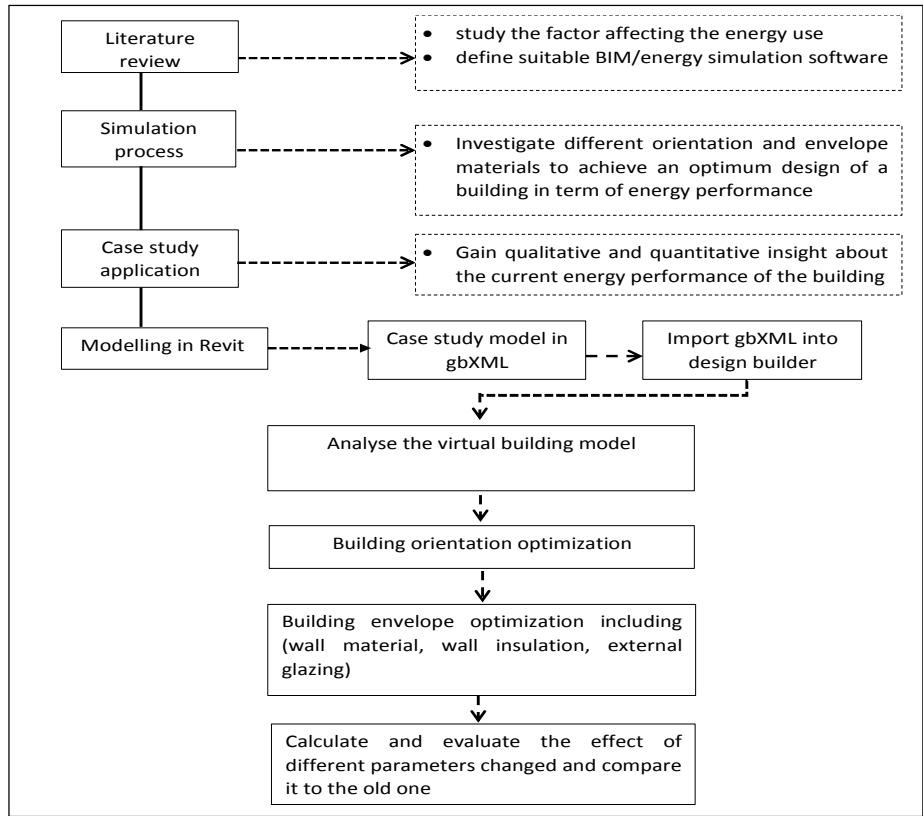 Literature
review
• study the factor affecting the energy use
• define suitable BIM/energy simulation software
Simulation
process
• Investigate different orientation and envelope
materials to achieve an optimum design of a
building in term of energy performance
Case study
application
• Gain qualitative and quantitative insight about
the current energy performance of the building
Modelling in Revit
Case study model in
gbXML
Import gbXML into
design builder
Analyse the virtual building model
Building orientation optimization
Building envelope optimization including
(wall material, wall insulation, external
glazing)
Calculate and evaluate the effect of
different parameters changed and compare
it to the old one